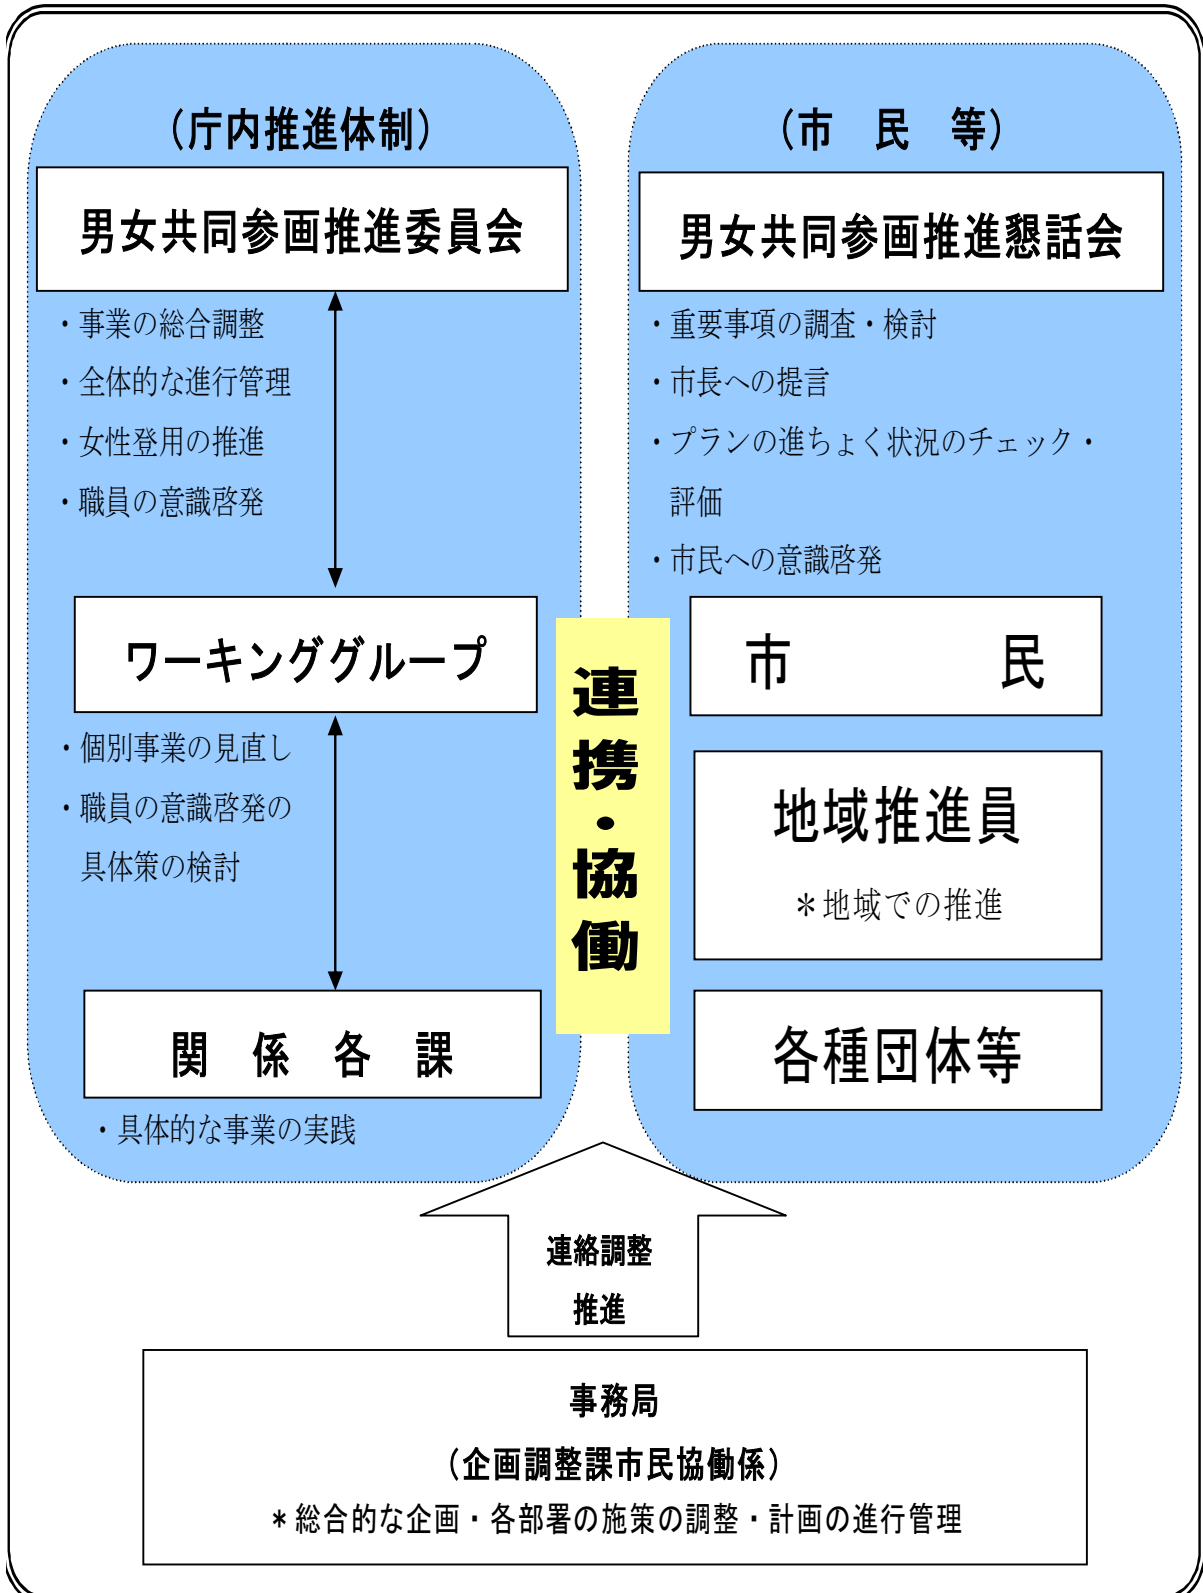 （庁内推進体制）
男女共同参画推進委員会
・事業の総合調整
・全体的な進行管理
・女性登用の推進
・職員の意識啓発
ワーキンググループ
・個別事業の見直し
・職員の意識啓発の
具体策の検討
関　係　各　課
・具体的な事業の実践
連携・協働
（市　民　等）
男女共同参画推進懇話会
・重要事項の調査・検討
・市長への提言
・プランの進ちょく状況のチェック・
評価
・市民への意識啓発
市　　　民
地域推進員
＊地域での推進
各種団体等
連絡調整
推進
事務局
（企画調整課市民協働係）
＊総合的な企画・各部署の施策の調整・計画の進行管理